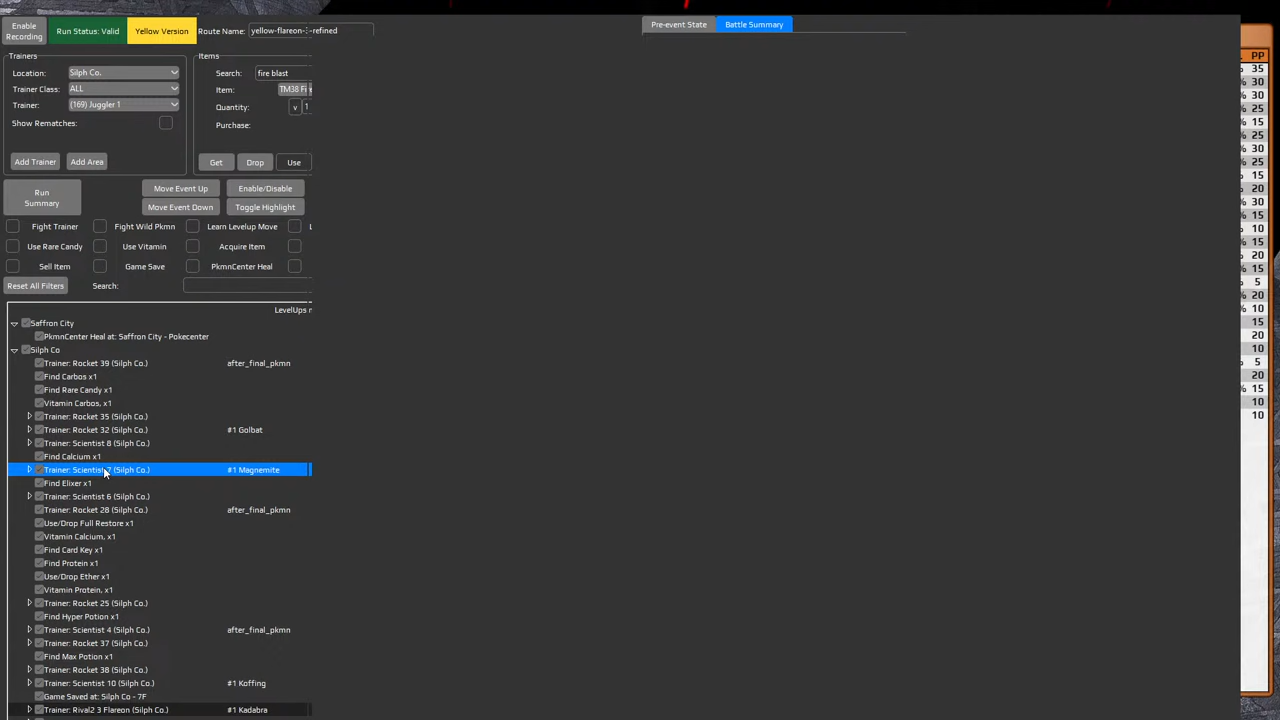 Enable Recording
Run Status: Valid
Yellow Version
Route Name:
Pre-event State
Battle Summary
Trainers
Items
Location:
Silph Co.
Search:
fire blast
Trainer Class:
ALL
Item:
TM38
Trainer:
(169) Juggler 1
Quantity:
v
1
Show Rematches:
Purchase:
Add Trainer
Add Area
Get
Drop
Use
Run Summary
Move Event Up
Enable/Disable
Move Event Down
Toggle Highlight
Fight Trainer
Fight Wild Pkmn
Learn Levelup Move
Use Rare Candy
Use Vitamin
Acquire Item
Sell Item
Game Save
PkmnCenter Heal
Reset All Filters
Search:
LevelUps
Saffron City
PkmnCenter Heal at: Saffron City - Pokecenter
Silph Co
Trainer: Rocket 39 (Silph Co.) after_final_pkmn
Find Carbos x1
Find Rare Candy x1
Vitamin Carbos, x1
Trainer: Rocket 35 (Silph Co.)
Trainer: Rocket 32 (Silph Co.) #1 Golbat
Trainer: Scientist 8 (Silph Co.)
Find Calcium x1
Trainer: Scientist 7 (Silph Co.) #1 Magnemite
Find Elixer x1
Trainer: Scientist 6 (Silph Co.)
Trainer: Rocket 28 (Silph Co.) after_final_pkmn
Use/Drop Full Restore x1
Vitamin Calcium, x1
Find Card Key x1
Find Protein x1
Use/Drop Ether x1
Vitamin Protein, x1
Trainer: Rocket 25 (Silph Co.)
Find Hyper Potion x1
Trainer: Scientist 4 (Silph Co.) after_final_pkmn
Trainer: Rocket 37 (Silph Co.)
Find Max Potion x1
Trainer: Rocket 38 (Silph Co.)
Trainer: Scientist 10 (Silph Co.) #1 Koffing
Game Saved at: Silph Co - 7F
Trainer: Rival2 3 Flareon (Silph Co.) #1 Kadabra
PP
% 35
% 30
% 30
% 25
% 15
% 30
% 25
% 15
% 20
% 30
% 15
% 10
% 15
% 20
% 15
% 5
% 20
% 10
15
20
10
% 5
% 20
% 15
10
10